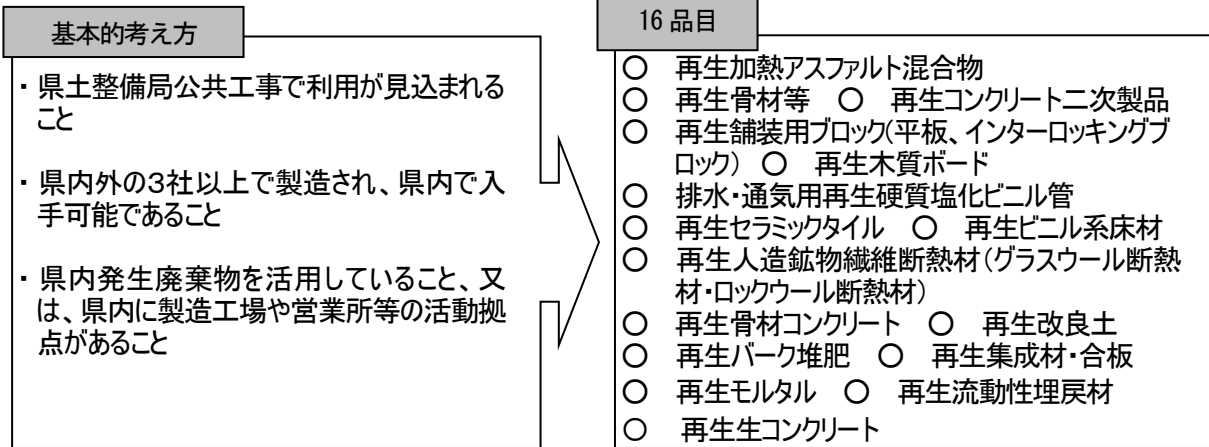 基本的考え方
・県土整備局公共工事で利用が見込まれる
こと
・県内外の3社以上で製造され、県内で入
手可能であること
・県内発生廃棄物を活用していること、又
は、県内に製造工場や営業所等の活動拠
点があること
16品目
○ 再生加熱アスファルト混合物
○ 再生骨材等 ○ 再生コンクリート二次製品
○ 再生舗装用ブロック(平板、インターロッキングブ
ロック) ○ 再生木質ボード
○ 排水・通気用再生硬質塩化ビニル管
○ 再生セラミックタイル ○ 再生ビニル系床材
○ 再生人造鉱物繊維断熱材(グラスウール断熱
材・ロックウール断熱材)
○ 再生骨材コンクリート ○ 再生改良土
○ 再生バーク堆肥 ○ 再生集成材・合板
○ 再生モルタル ○ 再生流動性埋戻材
○ 再生生コンクリート